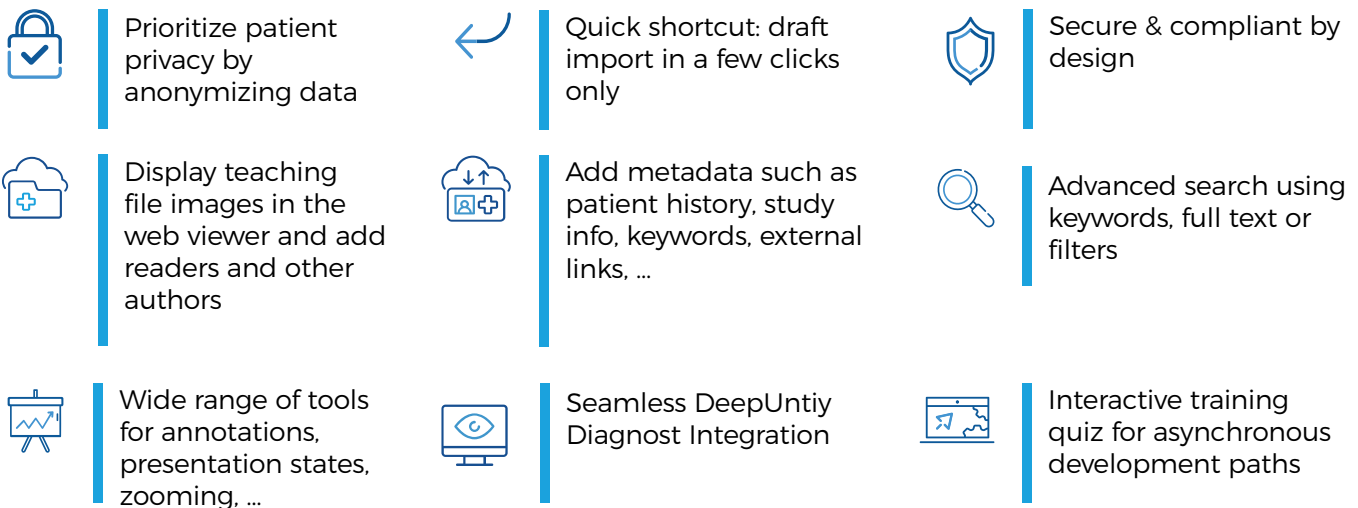 Prioritize patient
privacy by
anonymizing data
Quick shortcut: draft
import in a few clicks
only
Secure & compliant by
design
Display teaching
file images in the
web viewer and add
readers and other
authors
Add metadata such as
patient history, study
info, keywords, external
links, ...
Advanced search using
keywords, full text or
filters
Wide range of tools
for annotations,
presentation states,
zooming, ...
Seamless DeepUntiy
Diagnost Integration
Interactive training
quiz for asynchronous
development paths